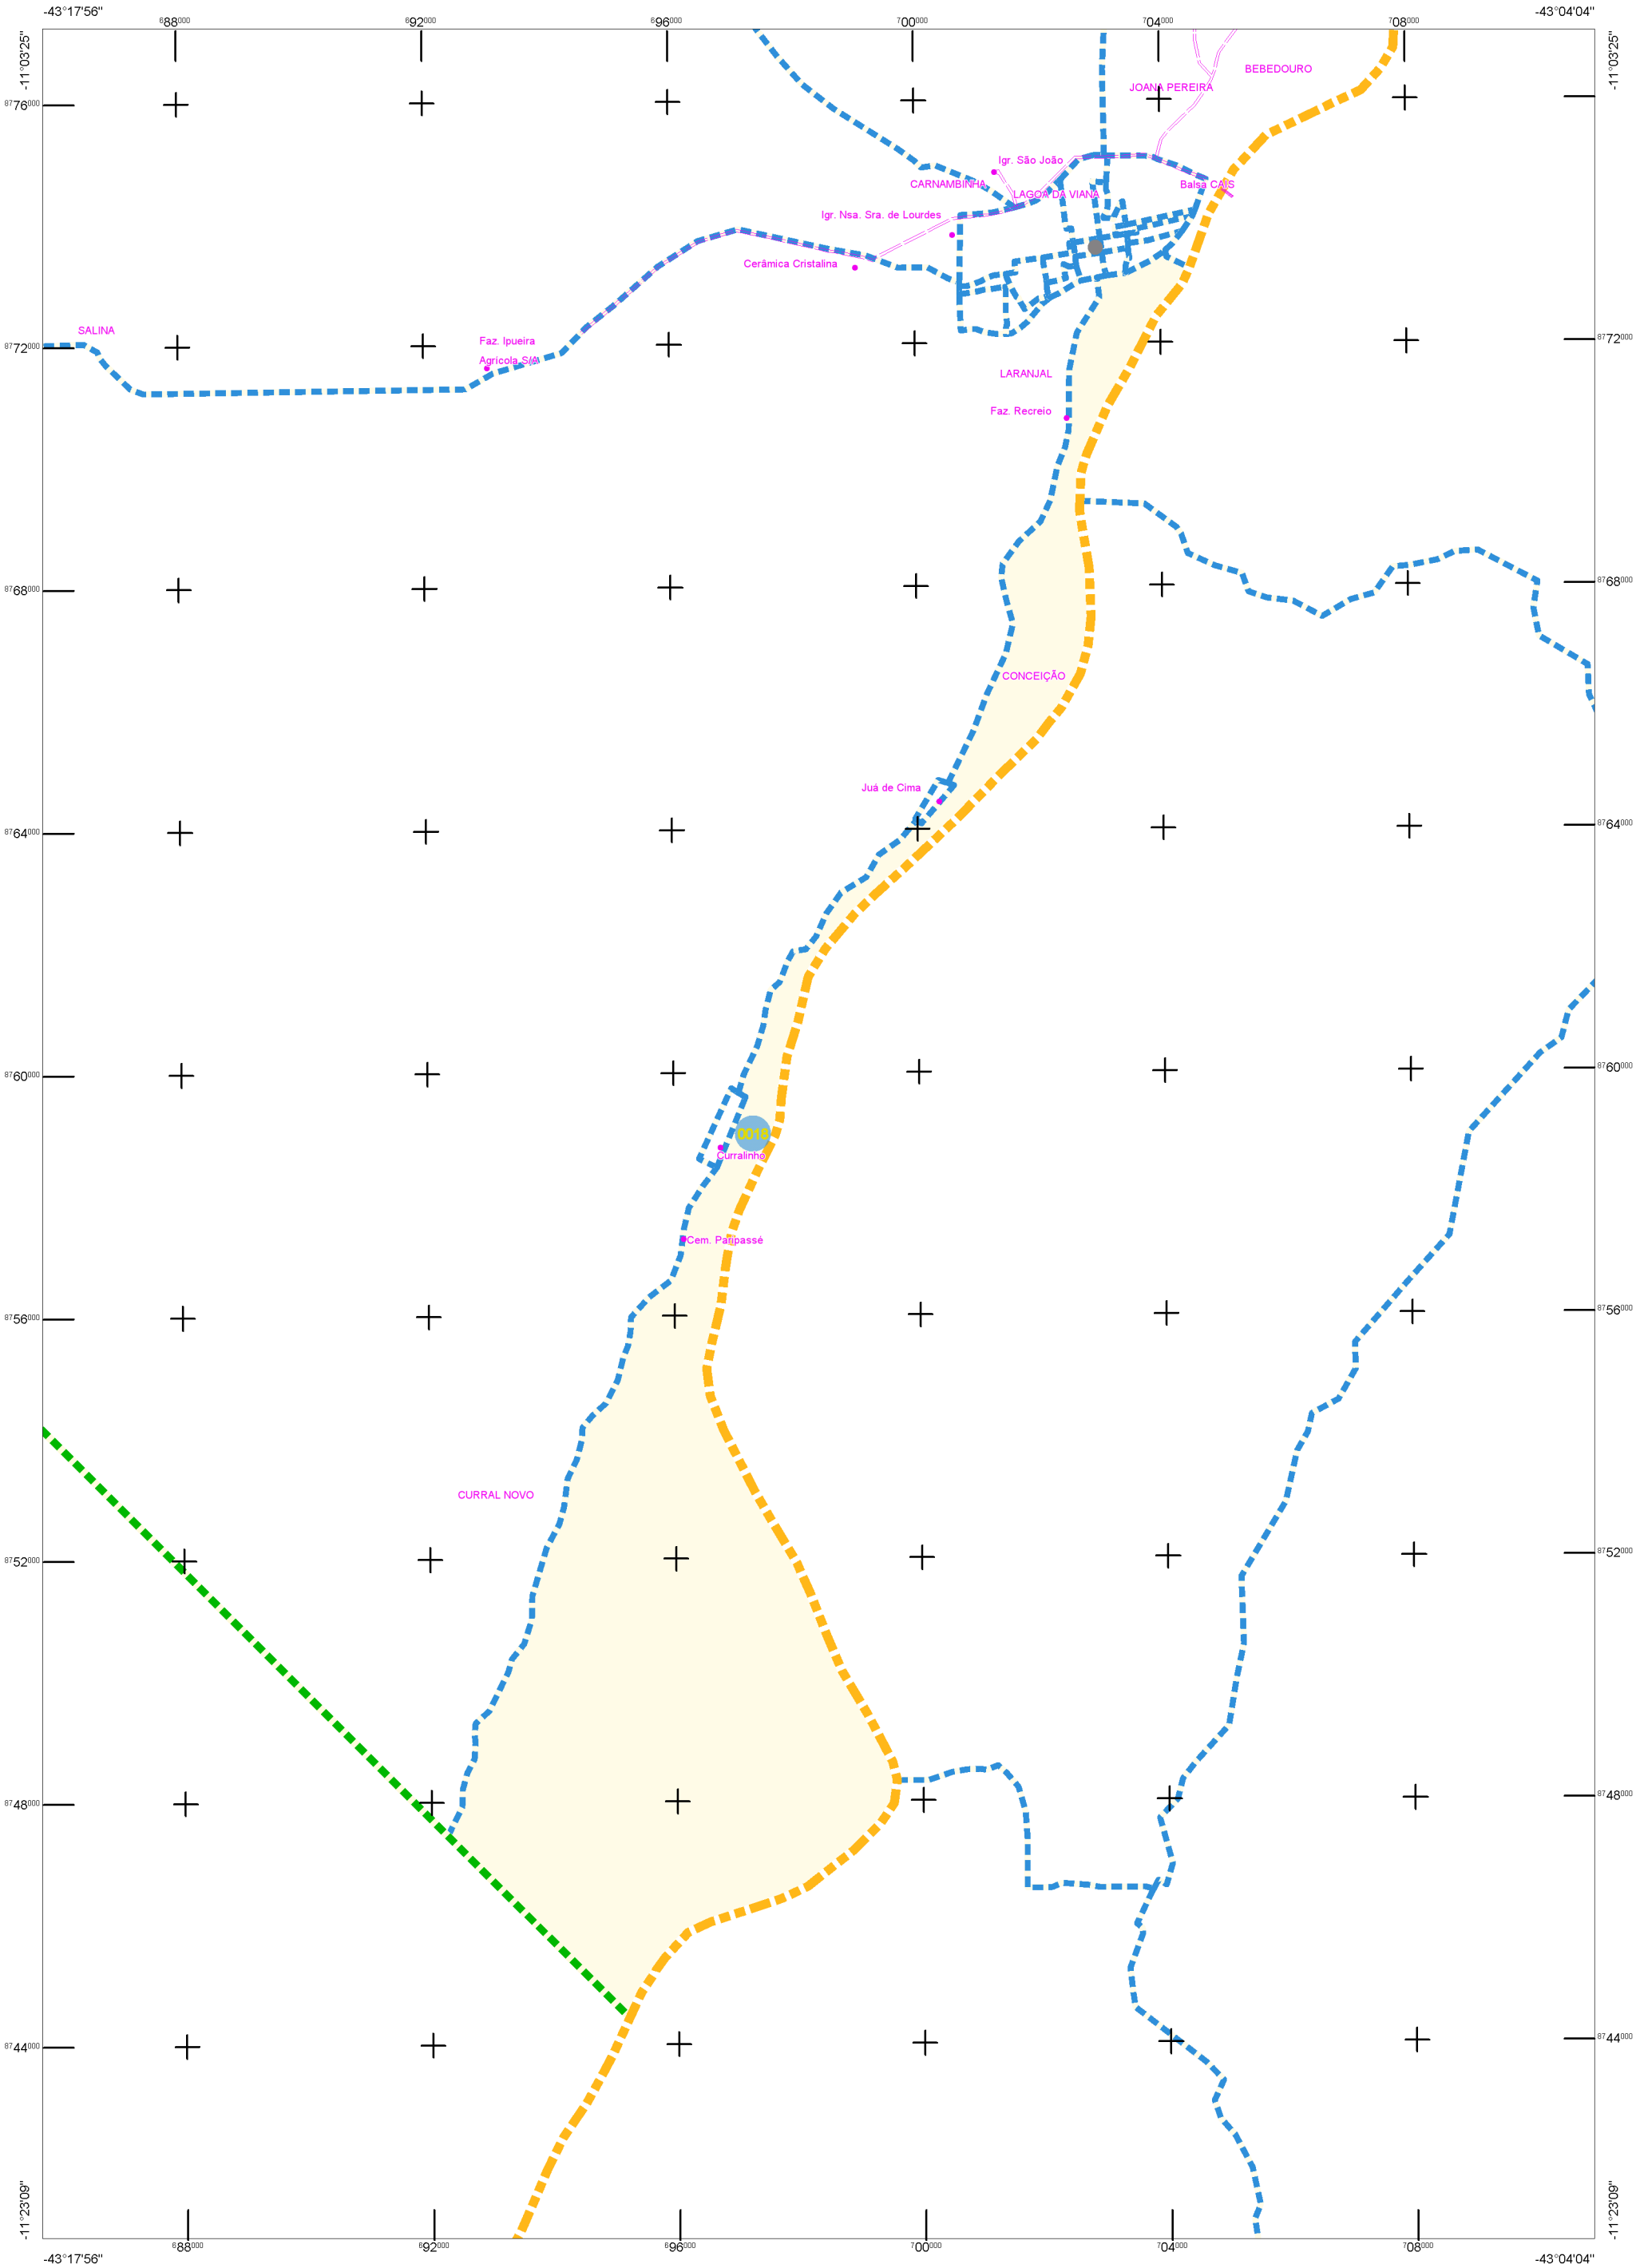 -43°17'56"
-43°04'04"
688000
692000
696000
700000
704000
708000
-11°03'25"
-11°03'25"
BEBEDOURO
JOANA PEREIRA
8776000
8776000
Igr. São João
CARNAMBINHA
LAGOA DA VIANA
Balsa CAIS
Igr. Nsa. Sra. de Lourdes
Cerâmica Cristalina
SALINA
Faz. Ipueira
Agrícola S/A
8772000
8772000
LARANJAL
Faz. Recreio
8768000
8768000
CONCEIÇÃO
Juá de Cima
8764000
8764000
8760000
8760000
0018
Curralinho
Cem. Paripassé
8756000
8756000
CURRAL NOVO
8752000
8752000
8748000
8748000
8744000
8744000
-11°23'09"
-11°23'09"
688000
692000
696000
700000
704000
708000
-43°17'56"
-43°04'04"